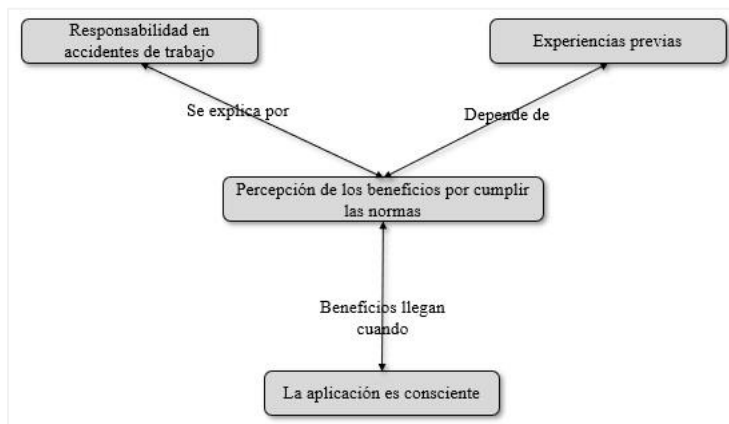 Responsabilidad en
accidentes de trabajo
Experiencias previas
Se explica por
Depende de
Percepción de los beneficios por cumplir
las normas
Beneficios llegan
cuando
La aplicación es consciente